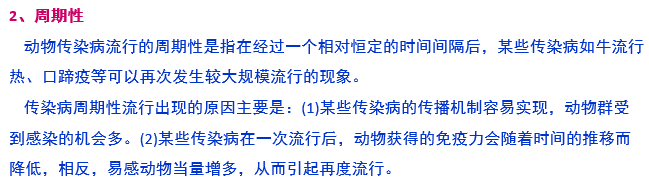 2、周期性
动物传染病流行的周期性是指在经过一个相对恒定的时间间隔后，某些传染病如牛流行
热、口蹄疫等可以再次发生较大规模流行的现象。
传染病周期性流行出现的原因主要是：(1)某些传染病的传播机制容易实现，动物群受
到感染的机会多。(2)某些传染病在一次流行后，动物获得的免疫力会随着时间的推移而
降低，相反，易感动物当量增多，从而引起再度流行。